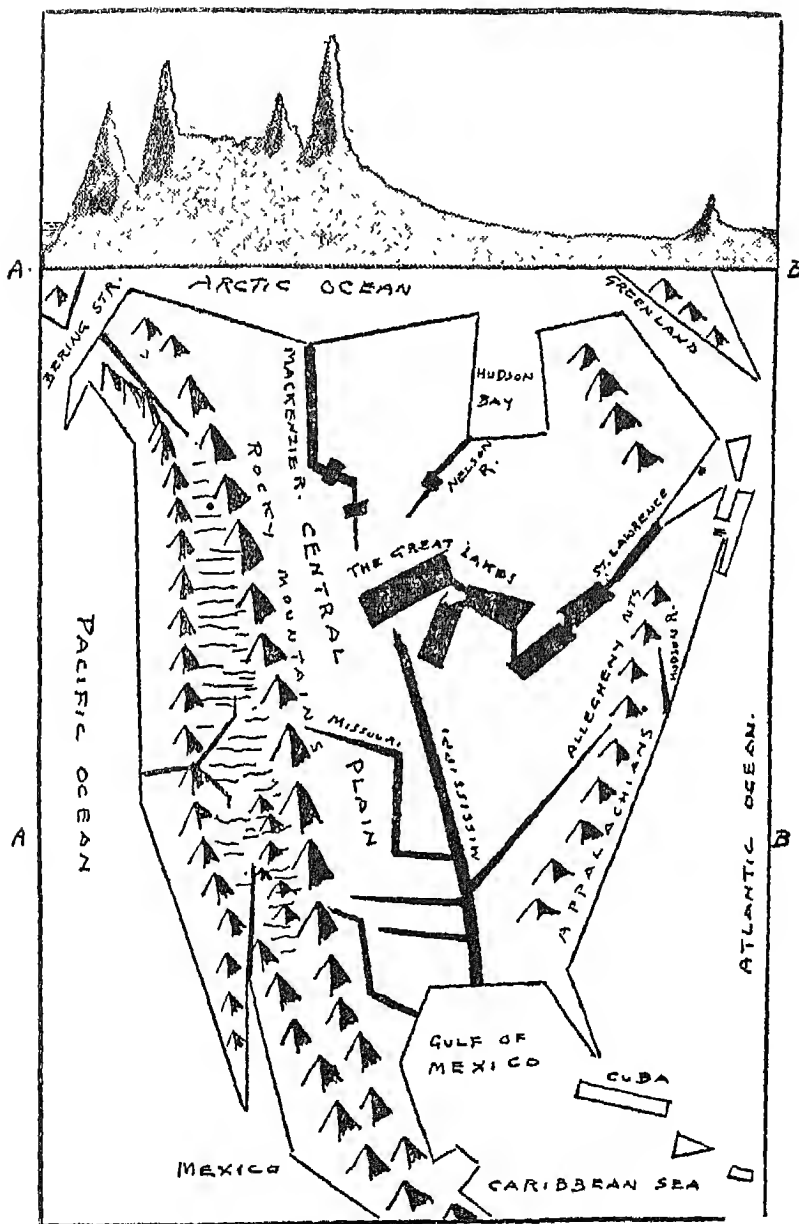 A.
B
ARCTIC OCEAN
BERING STR.
GREENLAND
HUDSON
BAY
MACKENZIE R.
NELSON
R.
ROCKY MOUNTAINS
CENTRAL
PLAIN
THE GREAT LAKES
ST. LAWRENCE
ALLEGHENY MTS
HUDSON R.
PACIFIC OCEAN
MISSOURI
APPALACHIANS
ATLANTIC OCEAN.
A
B
GULF OF
MEXICO
CUBA
MEXICO
CARIBBEAN SEA